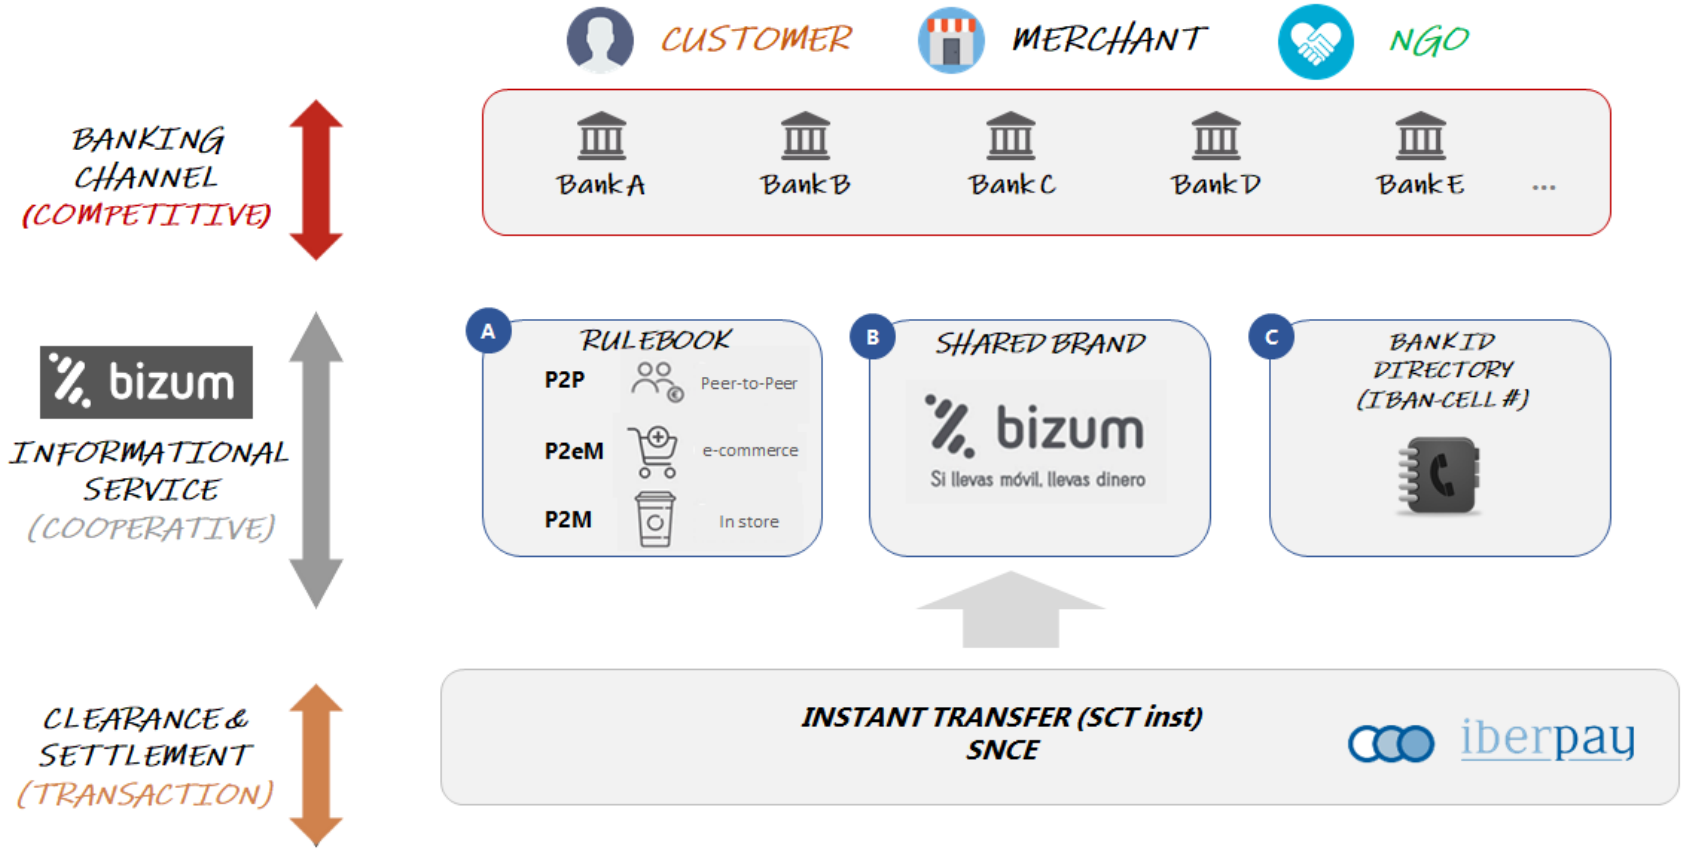 CUSTOMER
MERCHANT
NGO
BANKING
CHANNEL
(COMPETITIVE)
Bank A
Bank B
Bank C
Bank D
Bank E
...
bizum
INFORMATIONAL
SERVICE
(COOPERATIVE)
A
RULEBOOK
P2P
Peer-to-Peer
P2eM
e-commerce
P2M
In store
B
SHARED BRAND
bizum
Si llevas móvil, llevas dinero
C
BANK ID
DIRECTORY
(IBAN-CELL #)
CLEARANCE &
SETTLEMENT
(TRANSACTION)
INSTANT TRANSFER (SCT inst)
SNCE
iberpay